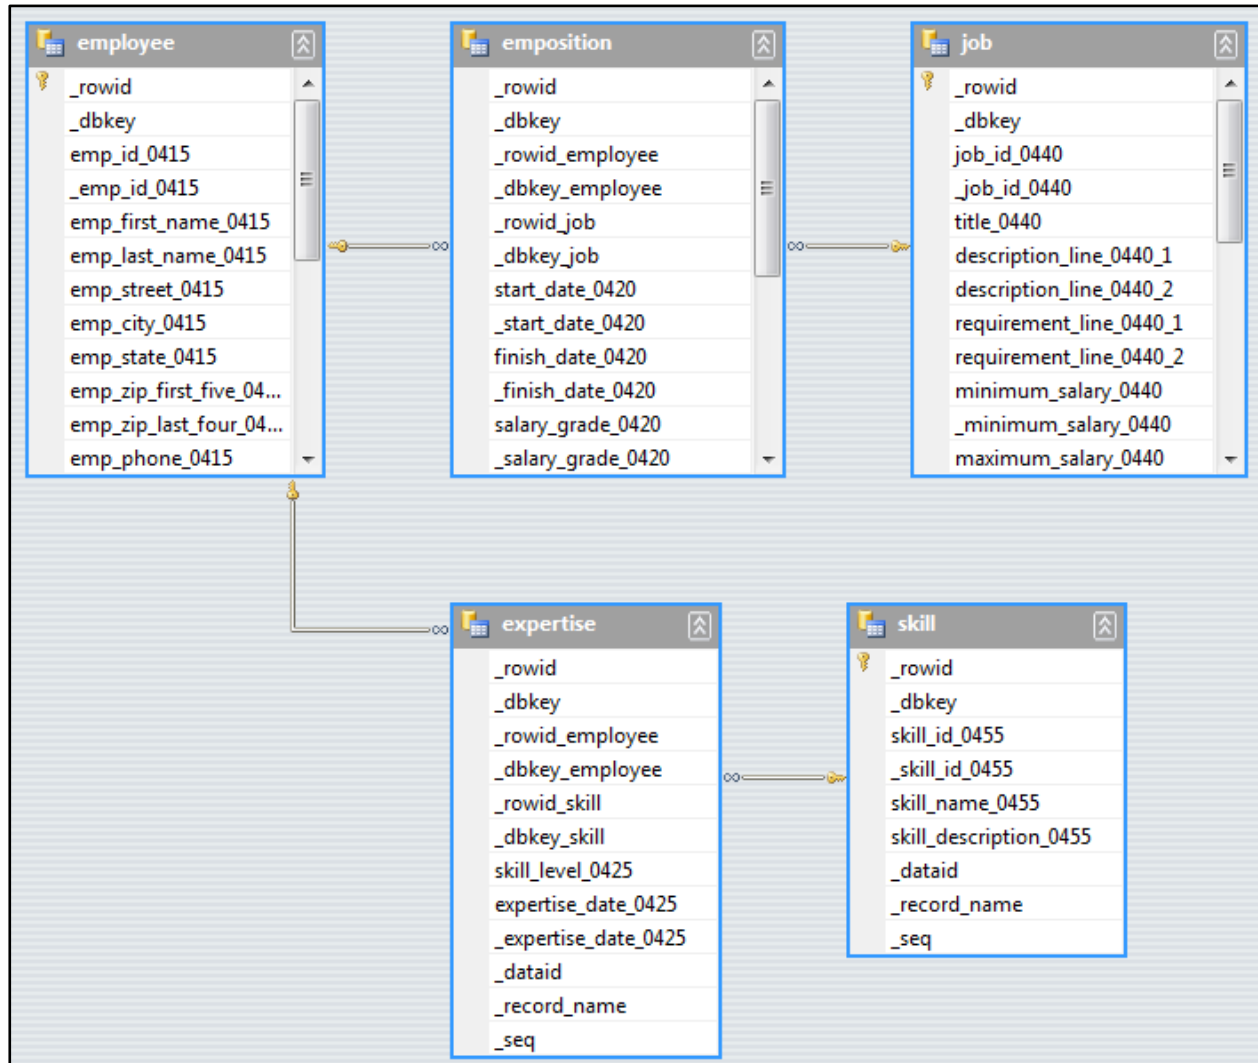 employee
_rowid
_dbkey
emp_id_0415
_emp_id_0415
emp_first_name_0415
emp_last_name_0415
emp_street_0415
emp_city_0415
emp_state_0415
emp_zip_first_five_04...
emp_zip_last_four_04...
emp_phone_0415
emposition
_rowid
_dbkey
_rowid_employee
_dbkey_employee
_rowid_job
_dbkey_job
start_date_0420
_start_date_0420
finish_date_0420
_finish_date_0420
salary_grade_0420
_salary_grade_0420
job
_rowid
_dbkey
job_id_0440
_job_id_0440
title_0440
description_line_0440_1
description_line_0440_2
requirement_line_0440_1
requirement_line_0440_2
minimum_salary_0440
_minimum_salary_0440
maximum_salary_0440
expertise
_rowid
_dbkey
_rowid_employee
_dbkey_employee
_rowid_skill
_dbkey_skill
skill_level_0425
expertise_date_0425
_expertise_date_0425
_dataid
_record_name
_seq
skill
_rowid
_dbkey
skill_id_0455
_skill_id_0455
skill_name_0455
skill_description_0455
_dataid
_record_name
_seq